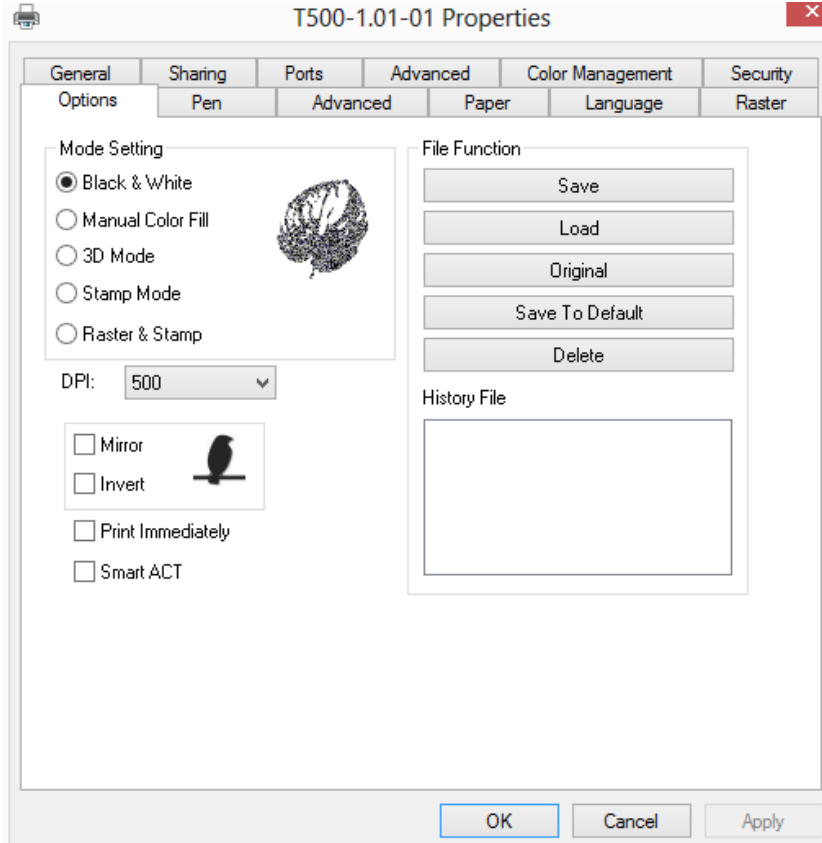 T500-1.01-01 Properties
General Sharing Ports Advanced Color Management Security
Options Pen Advanced Paper Language Raster
Mode Setting
Black & White
Manual Color Fill
3D Mode
Stamp Mode
Raster & Stamp
DPI: 500
Mirror
Invert
Print Immediately
Smart ACT
File Function
Save
Load
Original
Save To Default
Delete
History File
OK Cancel Apply